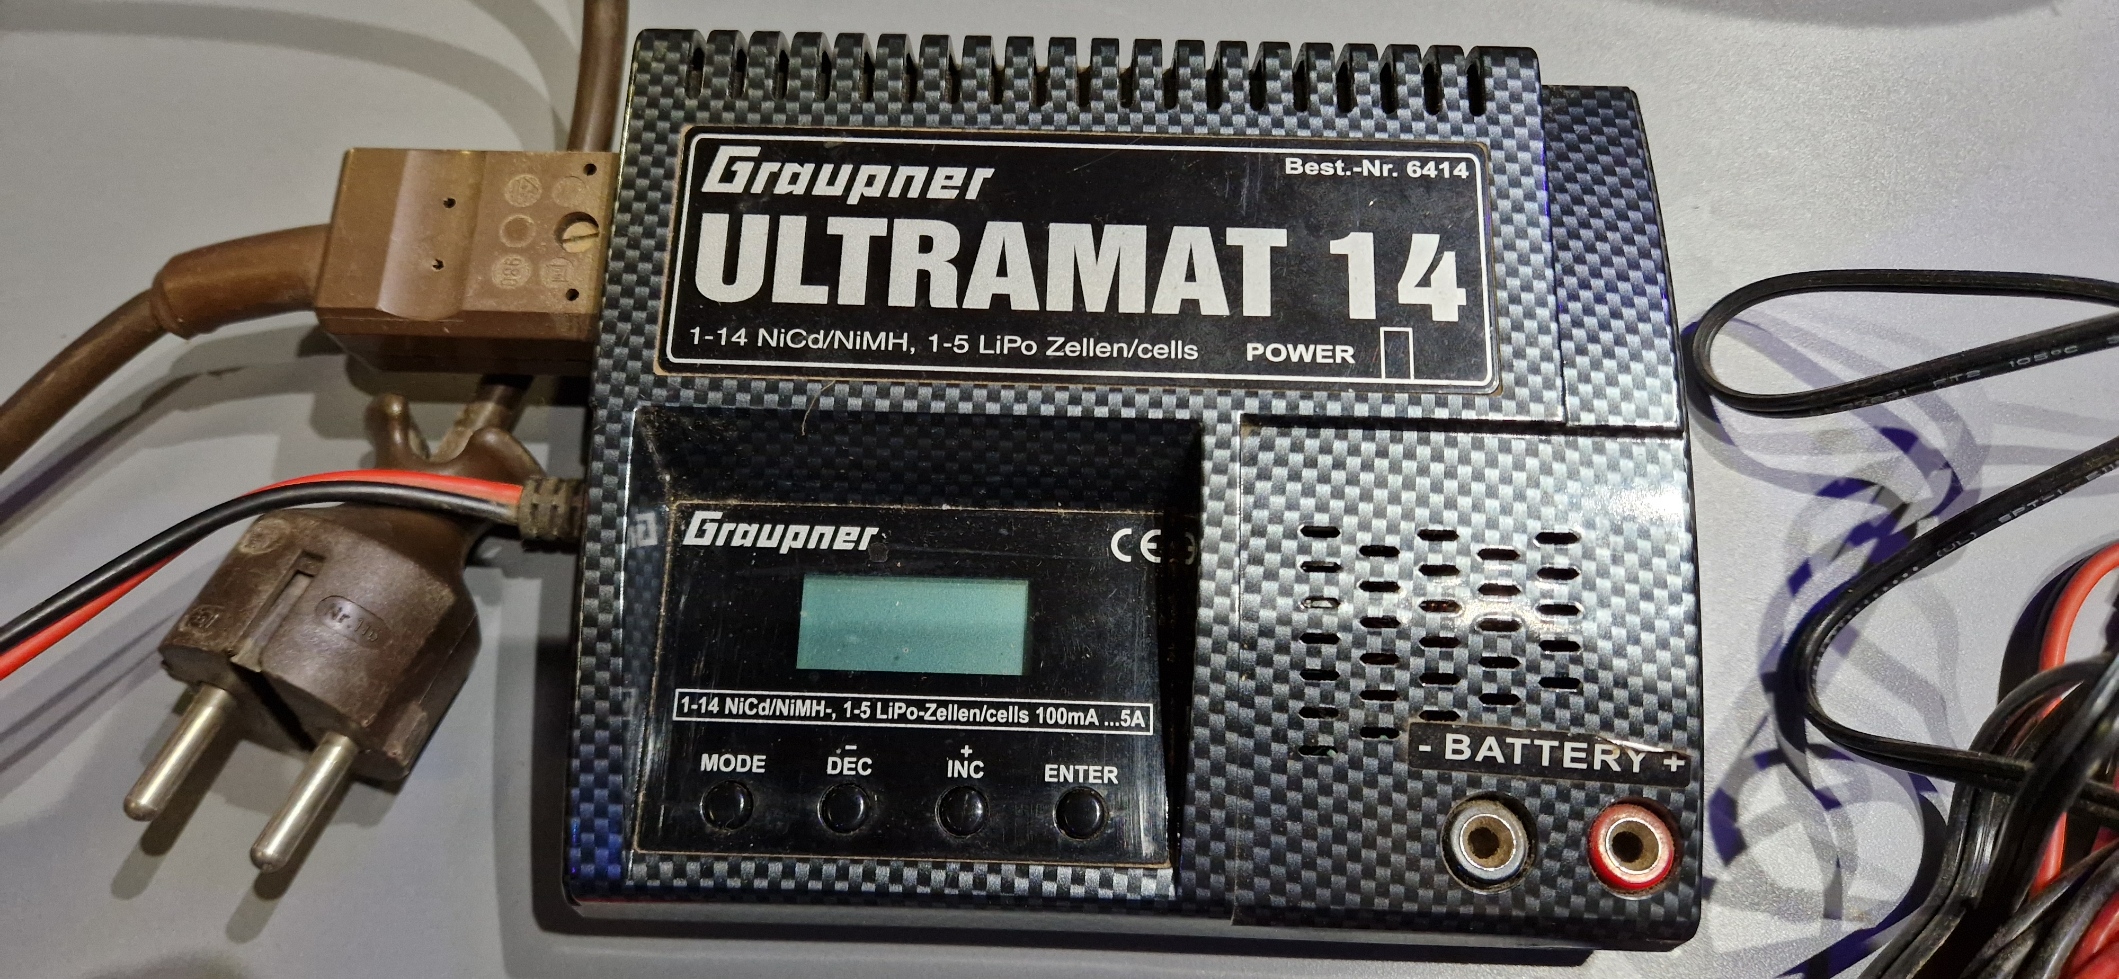 Graupner
Best.-Nr. 6414
ULTRAMAT 14
1-14 NiCd/NiMH, 1-5 LiPo Zellen/cells
POWER
Graupner
CE
1-14 NiCd/NiMH-, 1-5 LiPo-Zellen/cells 100mA ...5A
MODE
-
DEC
+
INC
ENTER
- BATTERY +
105°C